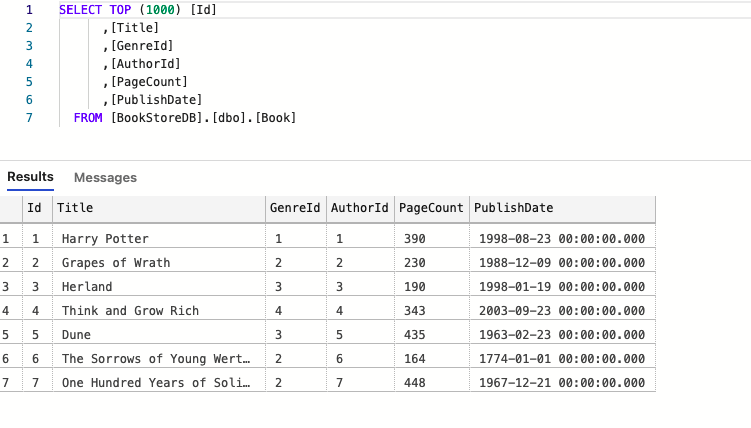 1 SELECT TOP (1000) [Id]
2 ,[Title]
3 ,[GenreId]
4 ,[AuthorId]
5 ,[PageCount]
6 ,[PublishDate]
7 FROM [BookStoreDB].[dbo].[Book]
Results Messages
Id Title GenreId AuthorId PageCount PublishDate
1 1 Harry Potter 1 1 390 1998-08-23 00:00:00.000
2 2 Grapes of Wrath 2 2 230 1988-12-09 00:00:00.000
3 3 Herland 3 3 190 1998-01-19 00:00:00.000
4 4 Think and Grow Rich 4 4 343 2003-09-23 00:00:00.000
5 5 Dune 3 5 435 1963-02-23 00:00:00.000
6 6 The Sorrows of Young Wert… 2 6 164 1774-01-01 00:00:00.000
7 7 One Hundred Years of Soli… 2 7 448 1967-12-21 00:00:00.000